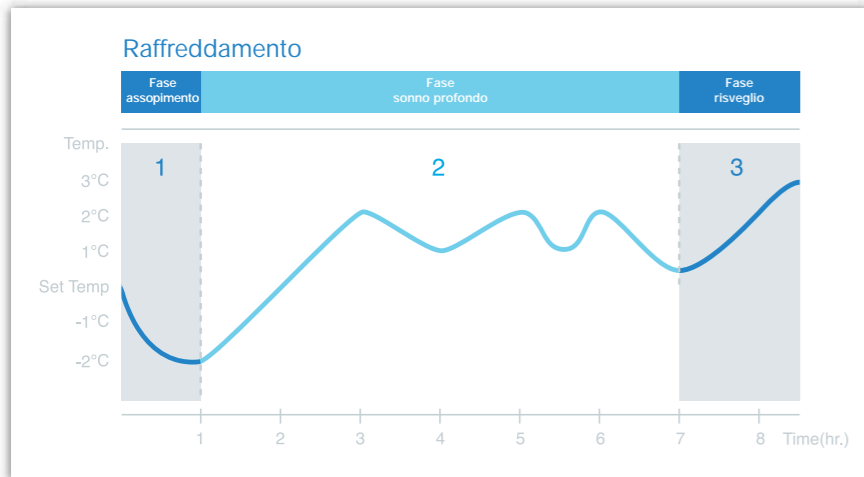 Raffreddamento
Fase
assopimento
Fase
sonno profondo
Fase
risveglio
Temp.
1
2
3
3°C
2°C
1°C
Set Temp
-1°C
-2°C
1 2 3 4 5 6 7 8 Time(hr.)